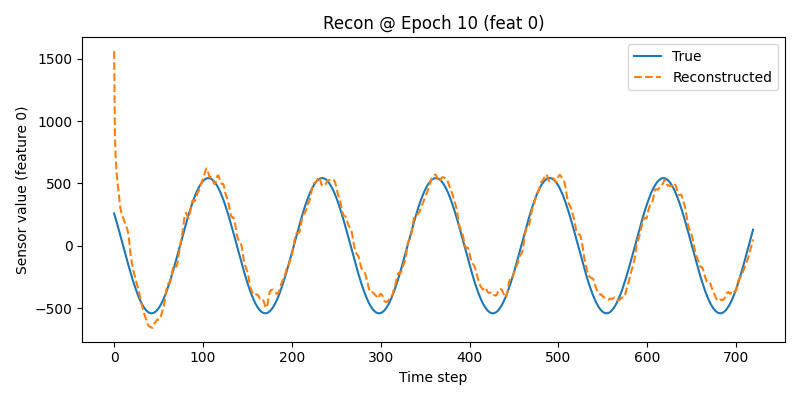 Recon @ Epoch 10 (feat 0)
True
Reconstructed
Sensor value (feature 0)
1500
1000
500
0
−500
0 100 200 300 400 500 600 700
Time step